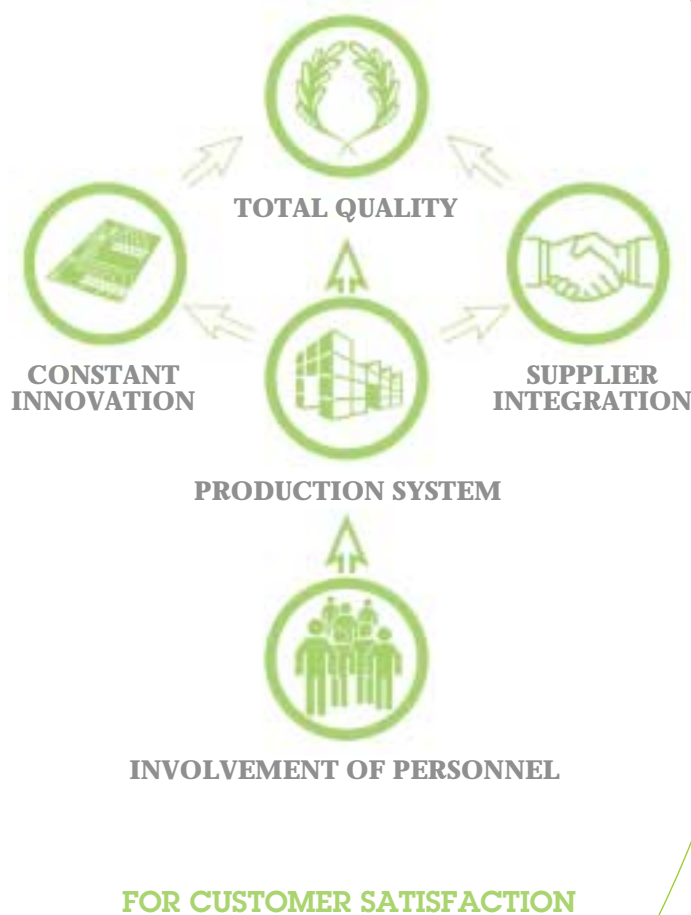 TOTAL QUALITY
CONSTANT
INNOVATION
SUPPLIER
INTEGRATION
PRODUCTION SYSTEM
INVOLVEMENT OF PERSONNEL
FOR CUSTOMER SATISFACTION